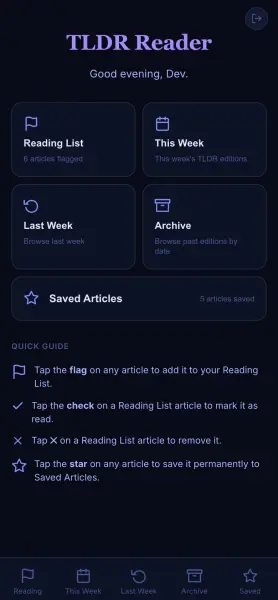 TLDR Reader
Good evening, Dev.
Reading List
6 articles flagged
This Week
This week's TLDR editions
Last Week
Browse last week
Archive
Browse past editions by
date
Saved Articles
5 articles saved
QUICK GUIDE
Tap the flag on any article to add it to your Reading
List.
Tap the check on a Reading List article to mark it as
read.
Tap ✕ on a Reading List article to remove it.
Tap the star on any article to save it permanently to
Saved Articles.
Reading
This Week
Last Week
Archive
Saved